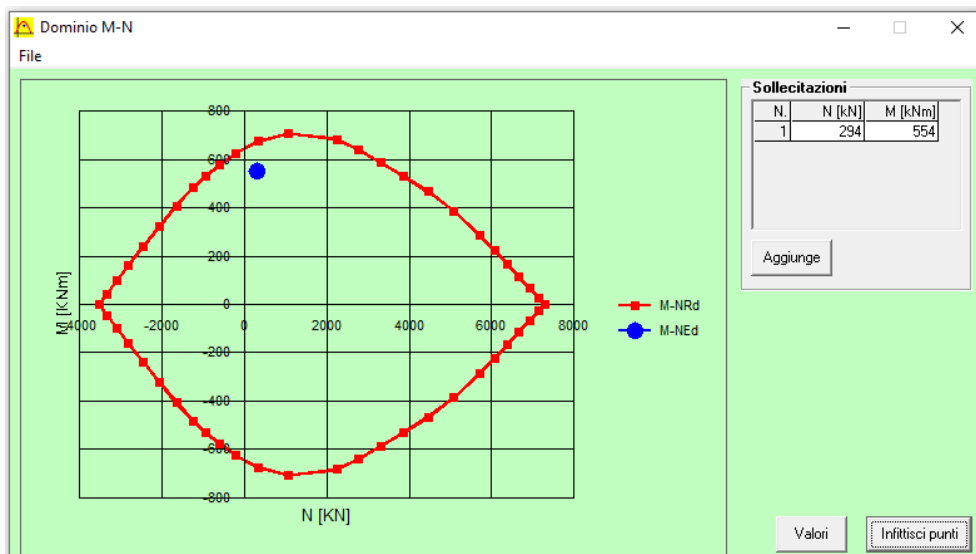 Dominio M-N
File
800
600
400
200
0
-200
-400
-600
-800
4000
-2000
0
2000
4000
6000
8000
M [KNm]
N [KN]
M-NRd
M-NEd
Sollecitazioni
N. N [kN] M [kNm]
1 294 554
Aggiunge
Valori
Infittisci punti